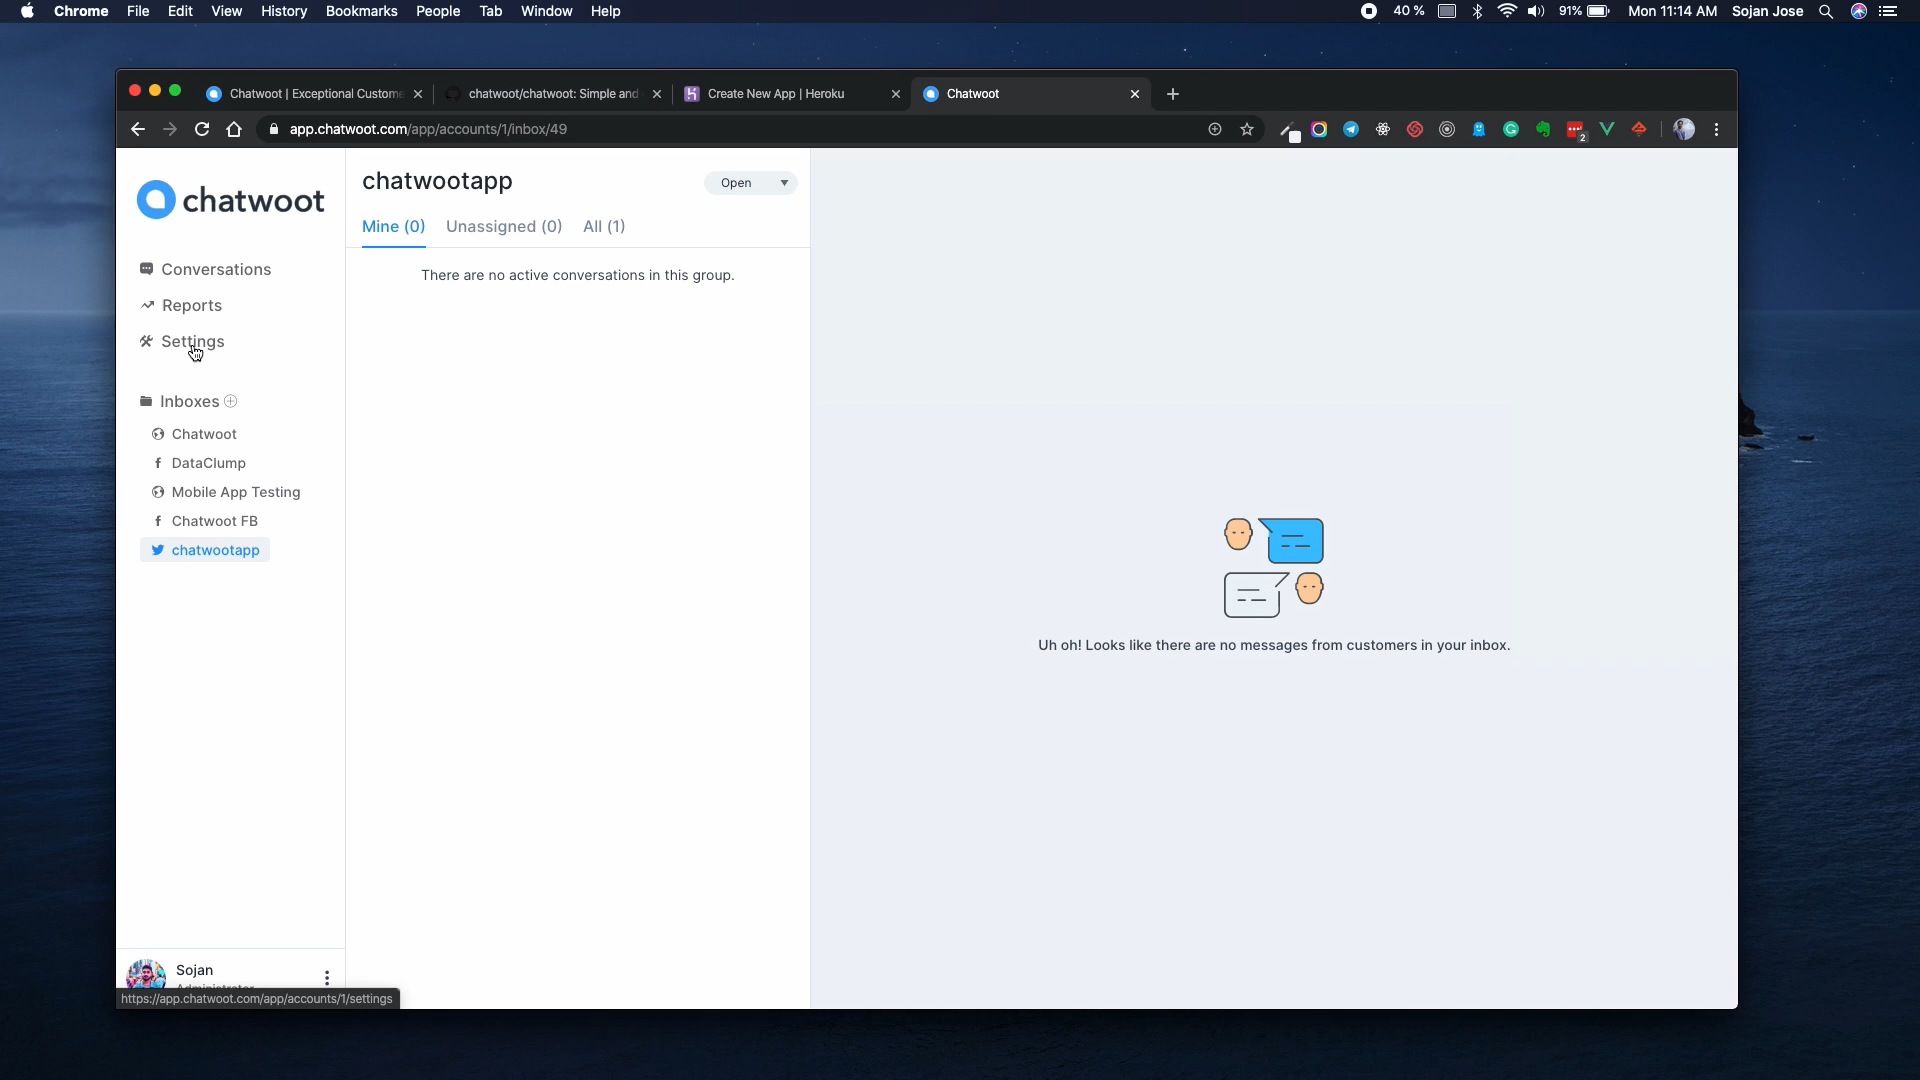 Chrome File Edit View History Bookmarks People Tab Window Help 40 % 91% Mon 11:14 AM Sojan Jose
Chatwoot | Exceptional Custome chatwoot/chatwoot: Simple and Create New App | Heroku Chatwoot
app.chatwoot.com/app/accounts/1/inbox/49 2
chatwoot
Conversations
Reports
Settings
Inboxes
Chatwoot
DataClump
Mobile App Testing
Chatwoot FB
chatwootapp
Sojan
Administrator
https://app.chatwoot.com/app/accounts/1/settings
chatwootapp Open
Mine (0) Unassigned (0) All (1)
There are no active conversations in this group.
Uh oh! Looks like there are no messages from customers in your inbox.